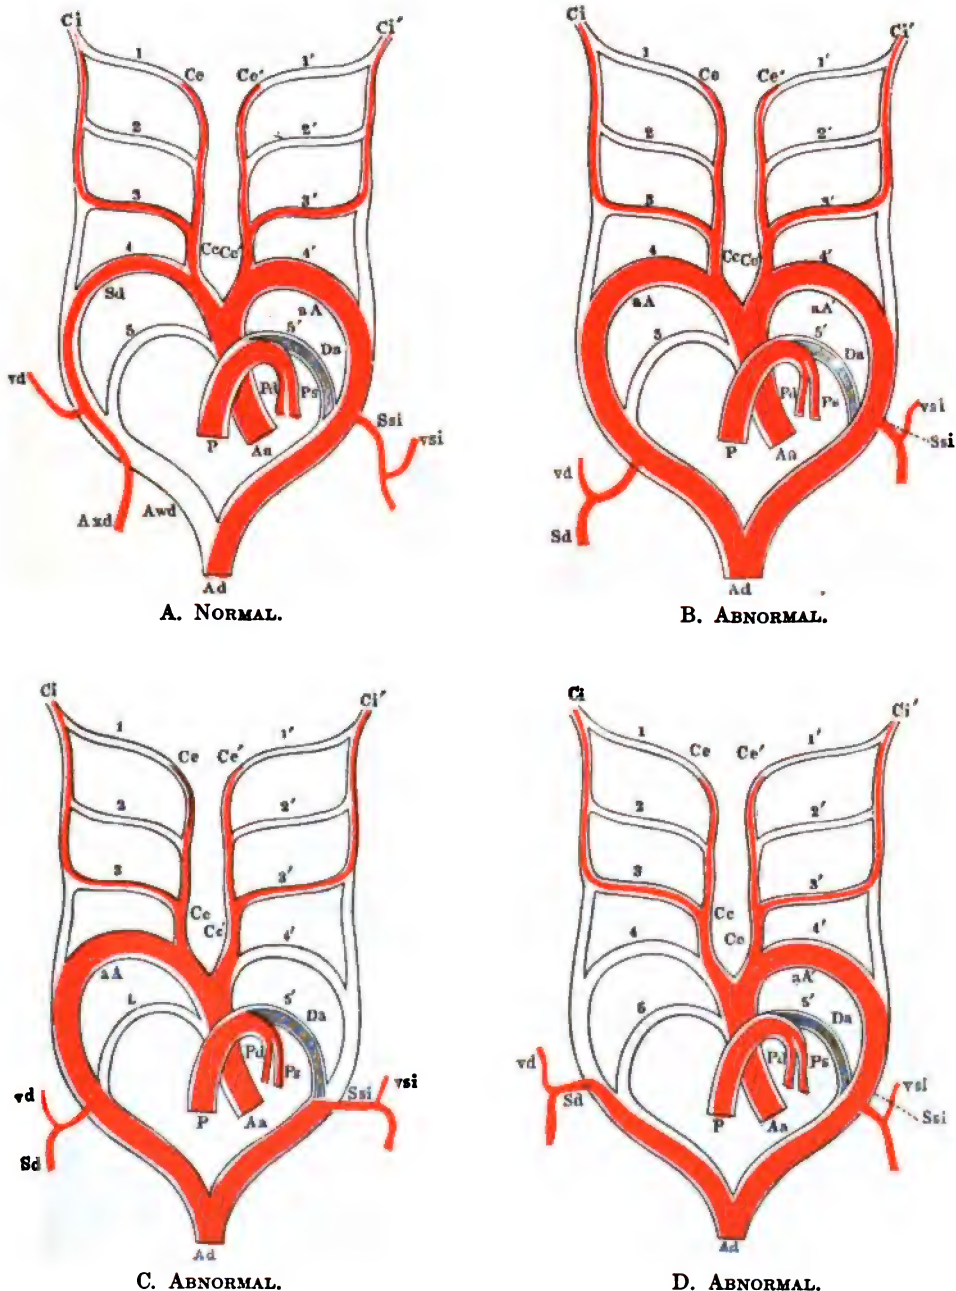 Ci Ci′
1 Ce Ce′ 1′
2 2′
3 3′
Cc Cc′
4 4′
Sd aA
5 5′
Da
vd Pd Ps
Ssi
vsi
P Aa
Axd Awd
Ad
A. NORMAL.
Ci Ci′
1 Ce Ce′ 1′
2 2′
3 3′
Cc Cc′
4 4′
aA aA′
5 5′
Da
Pd Ps
vsi
Ssi
P Aa
vd
Sd
Ad
B. ABNORMAL.
Ci Ci′
1 Ce Ce′ 1′
2 2′
3 3′
Cc
Cc′
4′
aA
5′
Da
Pd Ps
vd Ssi vsi
P Aa
Sd
Ad
C. ABNORMAL.
Ci Ci′
1 Ce Ce′ 1′
2 2′
3 3′
Cc
Cc
4 4′
aA′
5 5′
Da
vd Pd Ps
Sd vsi
Ssi
P Aa
Ad
D. ABNORMAL.